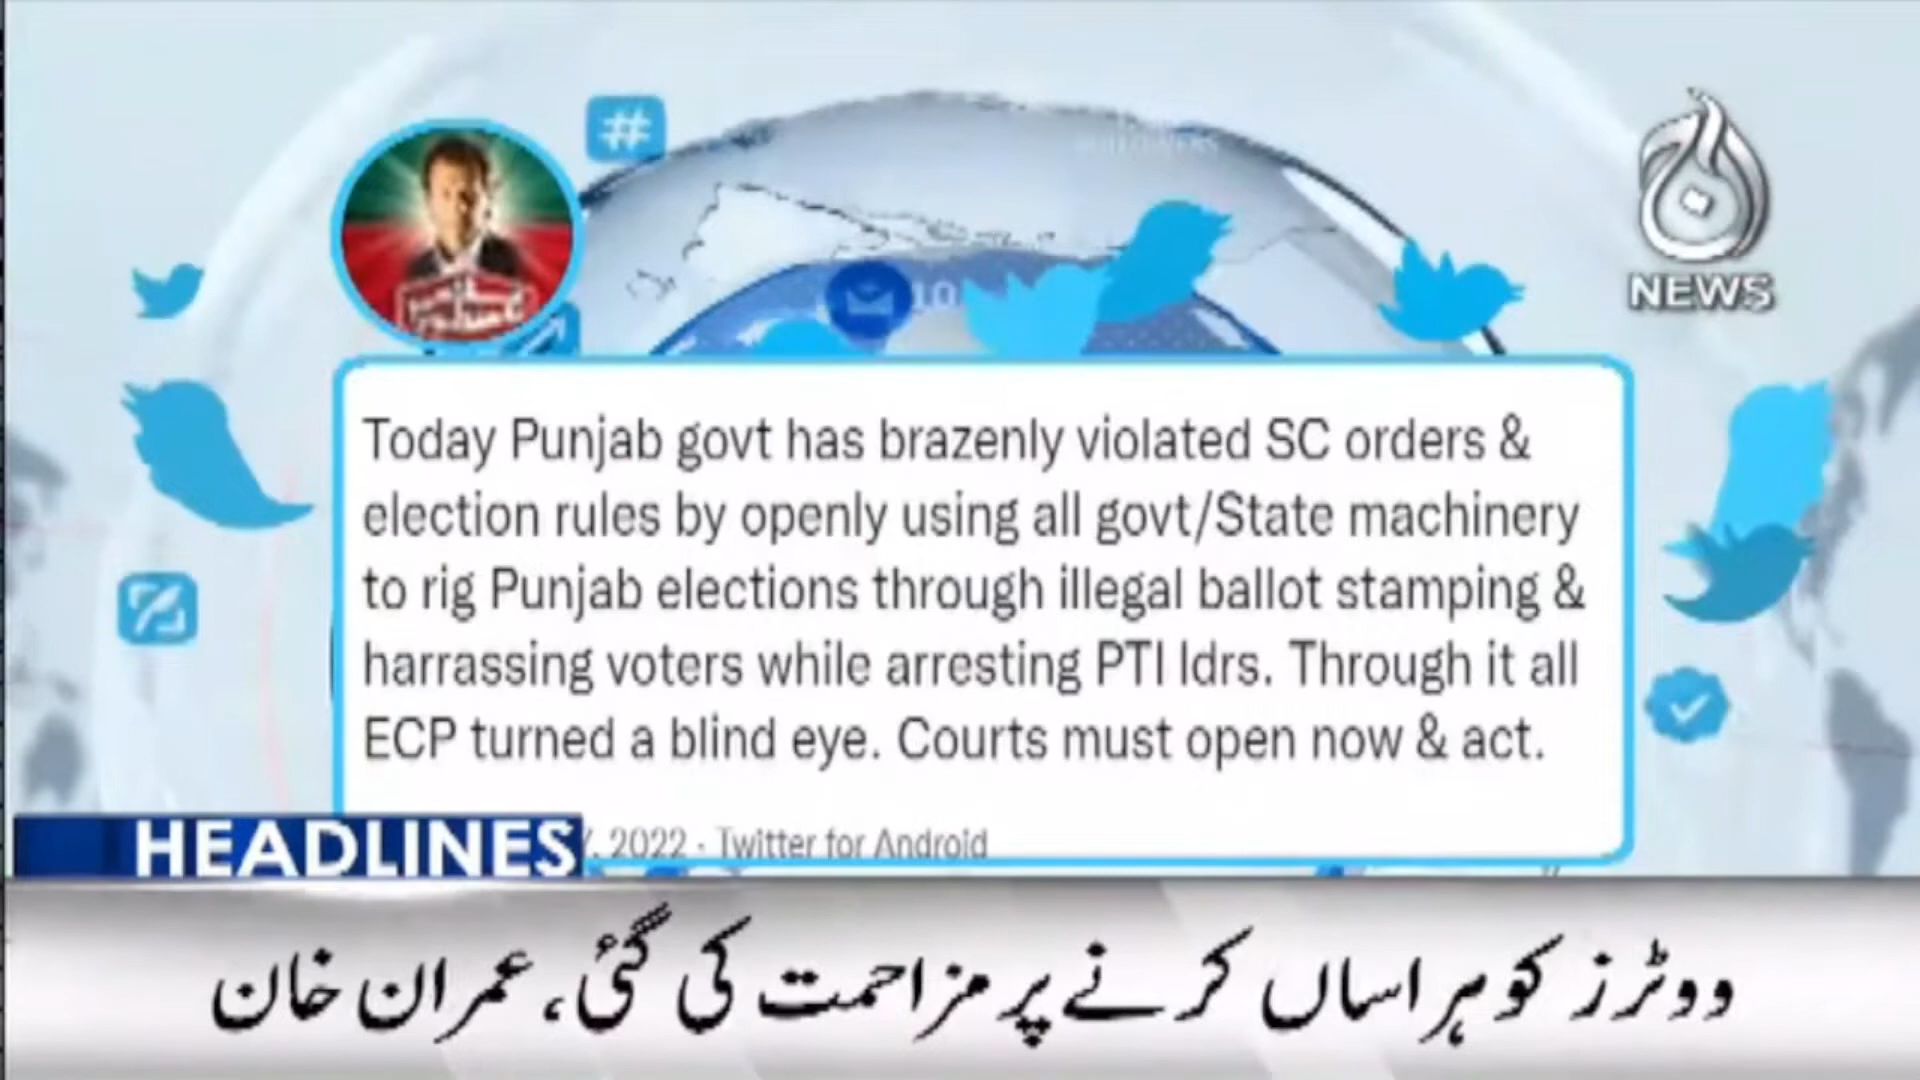 #
آج
NEWS
Today Punjab govt has brazenly violated SC orders &
election rules by openly using all govt/State machinery
to rig Punjab elections through illegal ballot stamping &
harrassing voters while arresting PTI ldrs. Through it all
ECP turned a blind eye. Courts must open now & act.
, 2022 · Twitter for Android
HEADLINES
ووٹرز کو ہراساں کرنے پر مزاحمت کی گئی، عمران خان